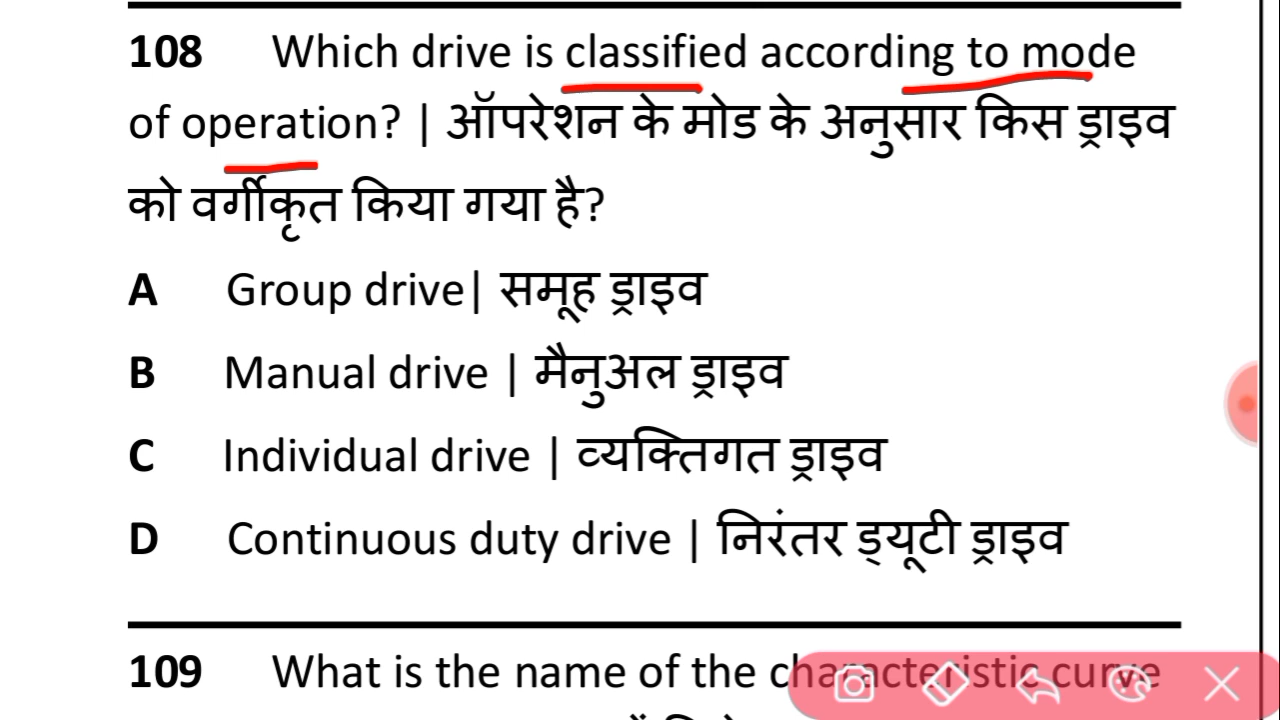 108 Which drive is classified according to mode
of operation? | ऑपरेशन के मोड के अनुसार किस ड्राइव
को वर्गीकृत किया गया है?
A Group drive| समूह ड्राइव
B Manual drive | मैनुअल ड्राइव
C Individual drive | व्यक्तिगत ड्राइव
D Continuous duty drive | निरंतर ड्यूटी ड्राइव
109 What is the name of the characteristic curve